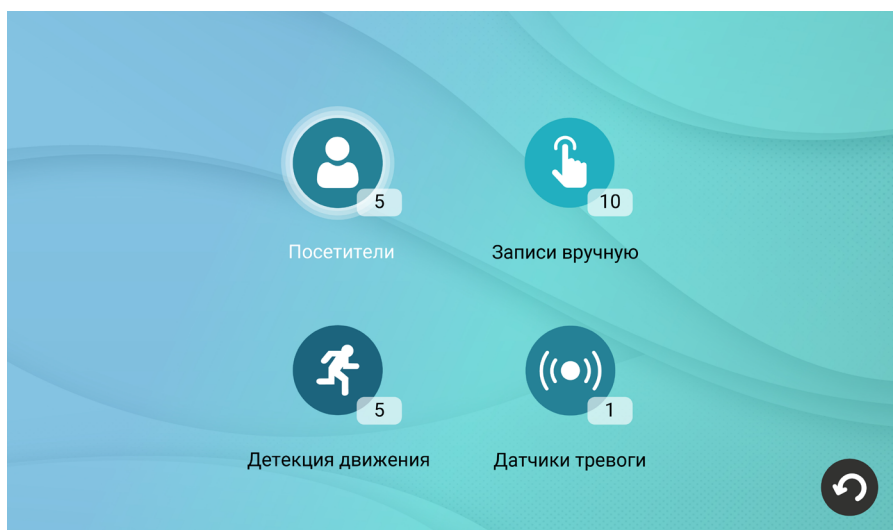 5
10
Посетители
Записи вручную
5
1
Детекция движения
Датчики тревоги